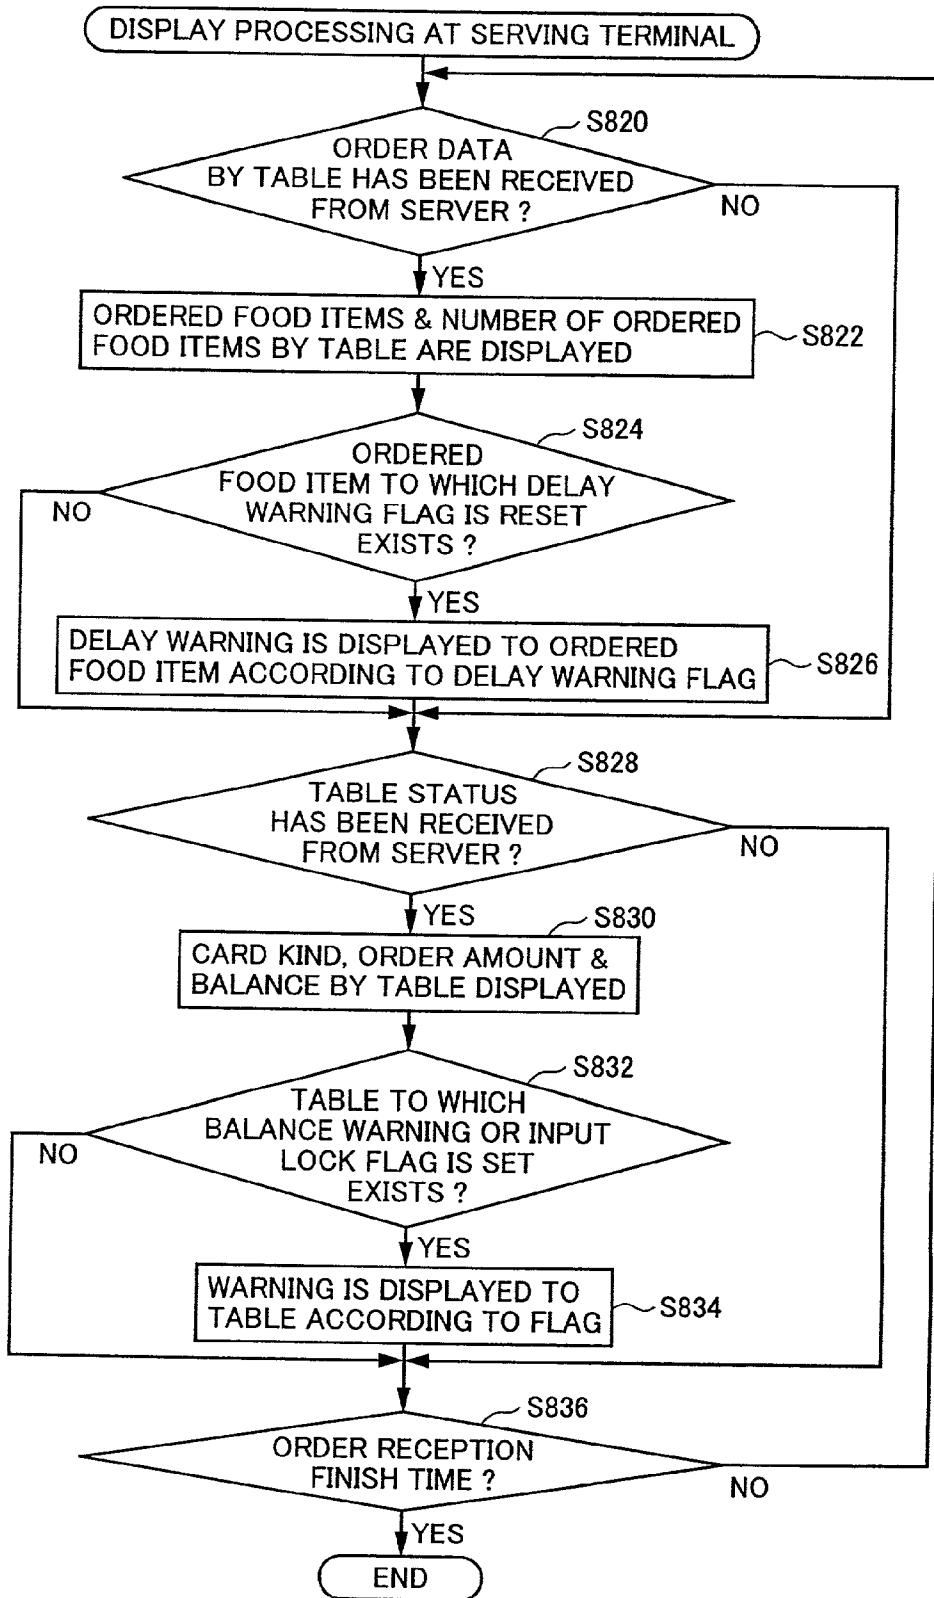 DISPLAY PROCESSING AT SERVING TERMINAL
S820
ORDER DATA
BY TABLE HAS BEEN RECEIVED
FROM SERVER ?
NO
YES
ORDERED FOOD ITEMS & NUMBER OF ORDERED
FOOD ITEMS BY TABLE ARE DISPLAYED
S822
S824
ORDERED
FOOD ITEM TO WHICH DELAY
WARNING FLAG IS RESET
EXISTS ?
NO
YES
DELAY WARNING IS DISPLAYED TO ORDERED
FOOD ITEM ACCORDING TO DELAY WARNING FLAG
S826
S828
TABLE STATUS
HAS BEEN RECEIVED
FROM SERVER ?
NO
YES
S830
CARD KIND, ORDER AMOUNT &
BALANCE BY TABLE DISPLAYED
S832
TABLE TO WHICH
BALANCE WARNING OR INPUT
LOCK FLAG IS SET
EXISTS ?
NO
YES
WARNING IS DISPLAYED TO
TABLE ACCORDING TO FLAG
S834
S836
ORDER RECEPTION
FINISH TIME ?
NO
YES
END